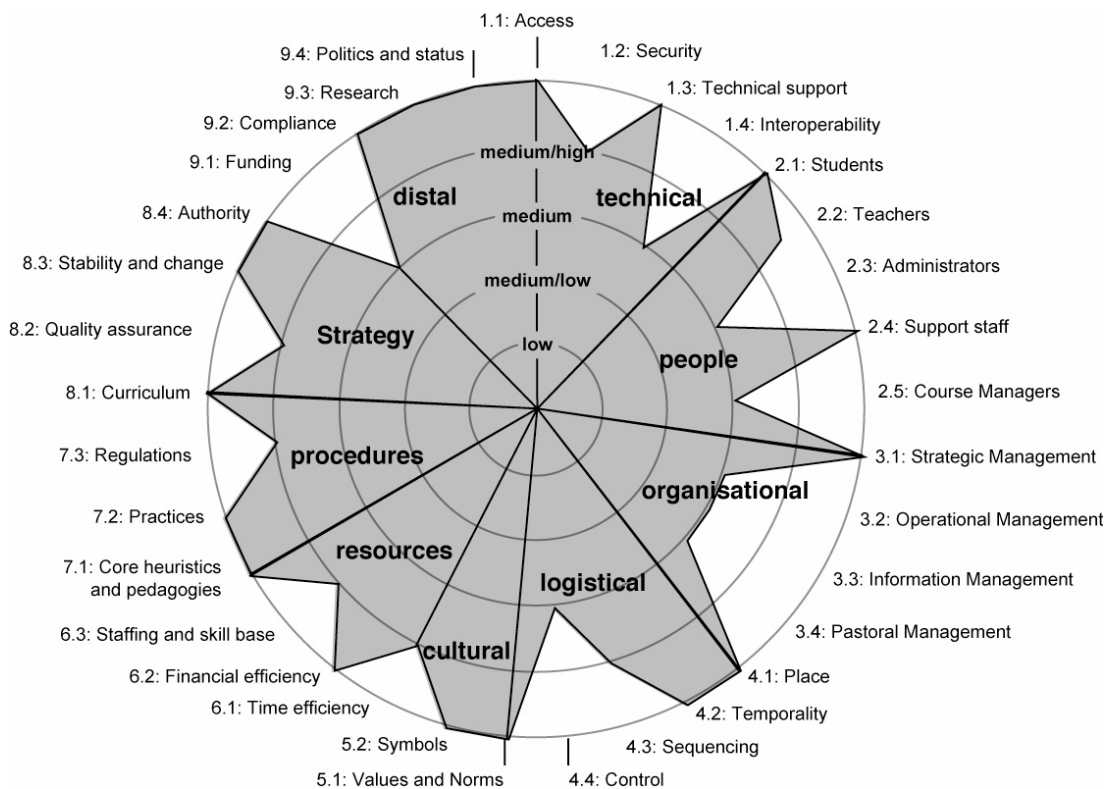 1.1: Access
1.2: Security
1.3: Technical support
1.4: Interoperability
2.1: Students
2.2: Teachers
2.3: Administrators
2.4: Support staff
2.5: Course Managers
3.1: Strategic Management
3.2: Operational Management
3.3: Information Management
3.4: Pastoral Management
4.1: Place
4.2: Temporality
4.3: Sequencing
4.4: Control
5.1: Values and Norms
5.2: Symbols
6.1: Time efficiency
6.2: Financial efficiency
6.3: Staffing and skill base
7.1: Core heuristics
and pedagogies
7.2: Practices
7.3: Regulations
8.1: Curriculum
8.2: Quality assurance
8.3: Stability and change
8.4: Authority
9.1: Funding
9.2: Compliance
9.3: Research
9.4: Politics and status
medium/high
medium
medium/low
low
technical
people
organisational
logistical
cultural
resources
procedures
Strategy
distal